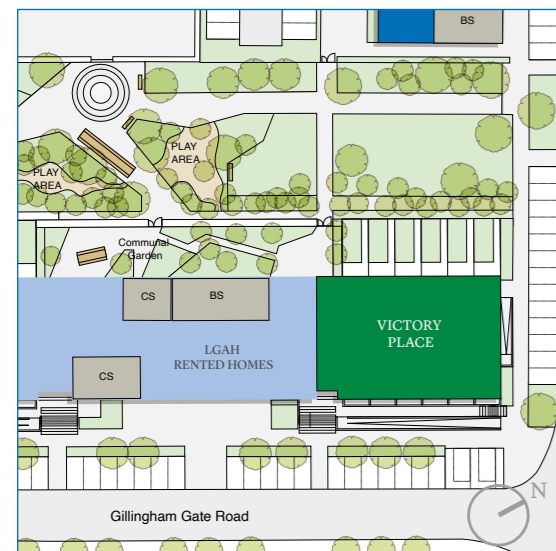 BS
PLAY
AREA
PLAY
AREA
Communal
Garden
CS
BS
LGAH
RENTED HOMES
VICTORY
PLACE
CS
N
Gillingham Gate Road